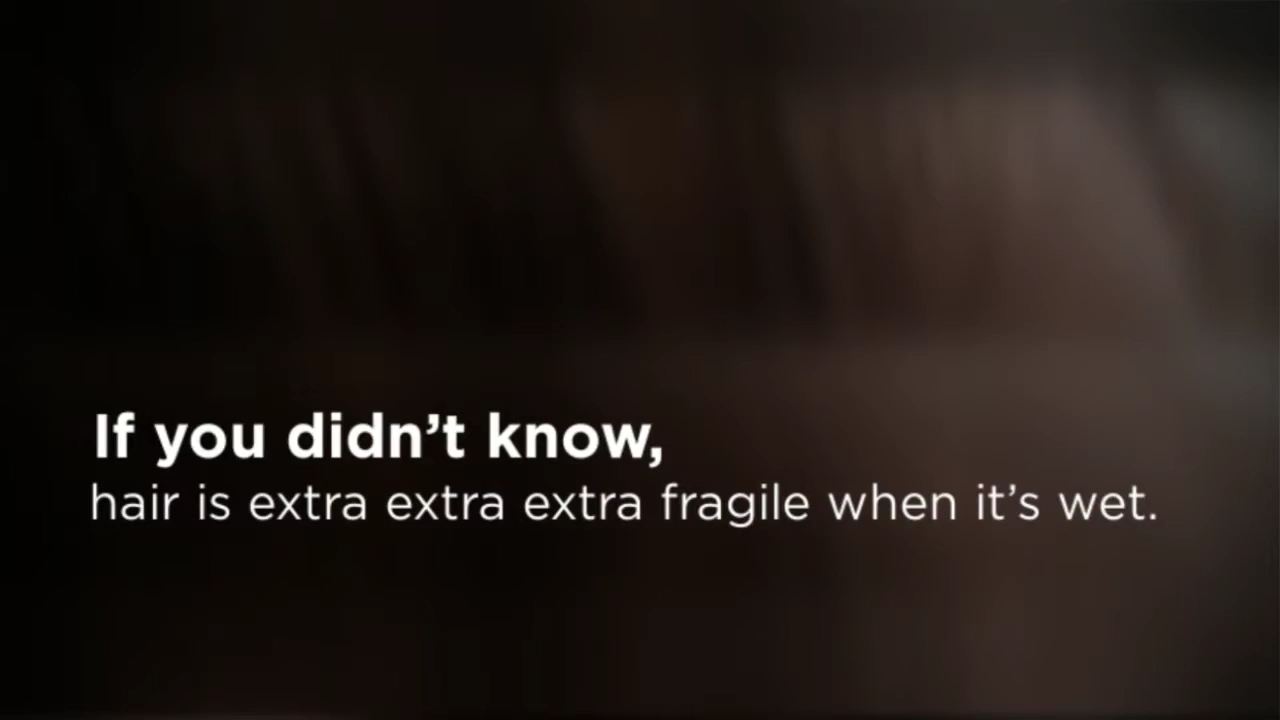 If you didn’t know,
hair is extra extra extra fragile when it’s wet.